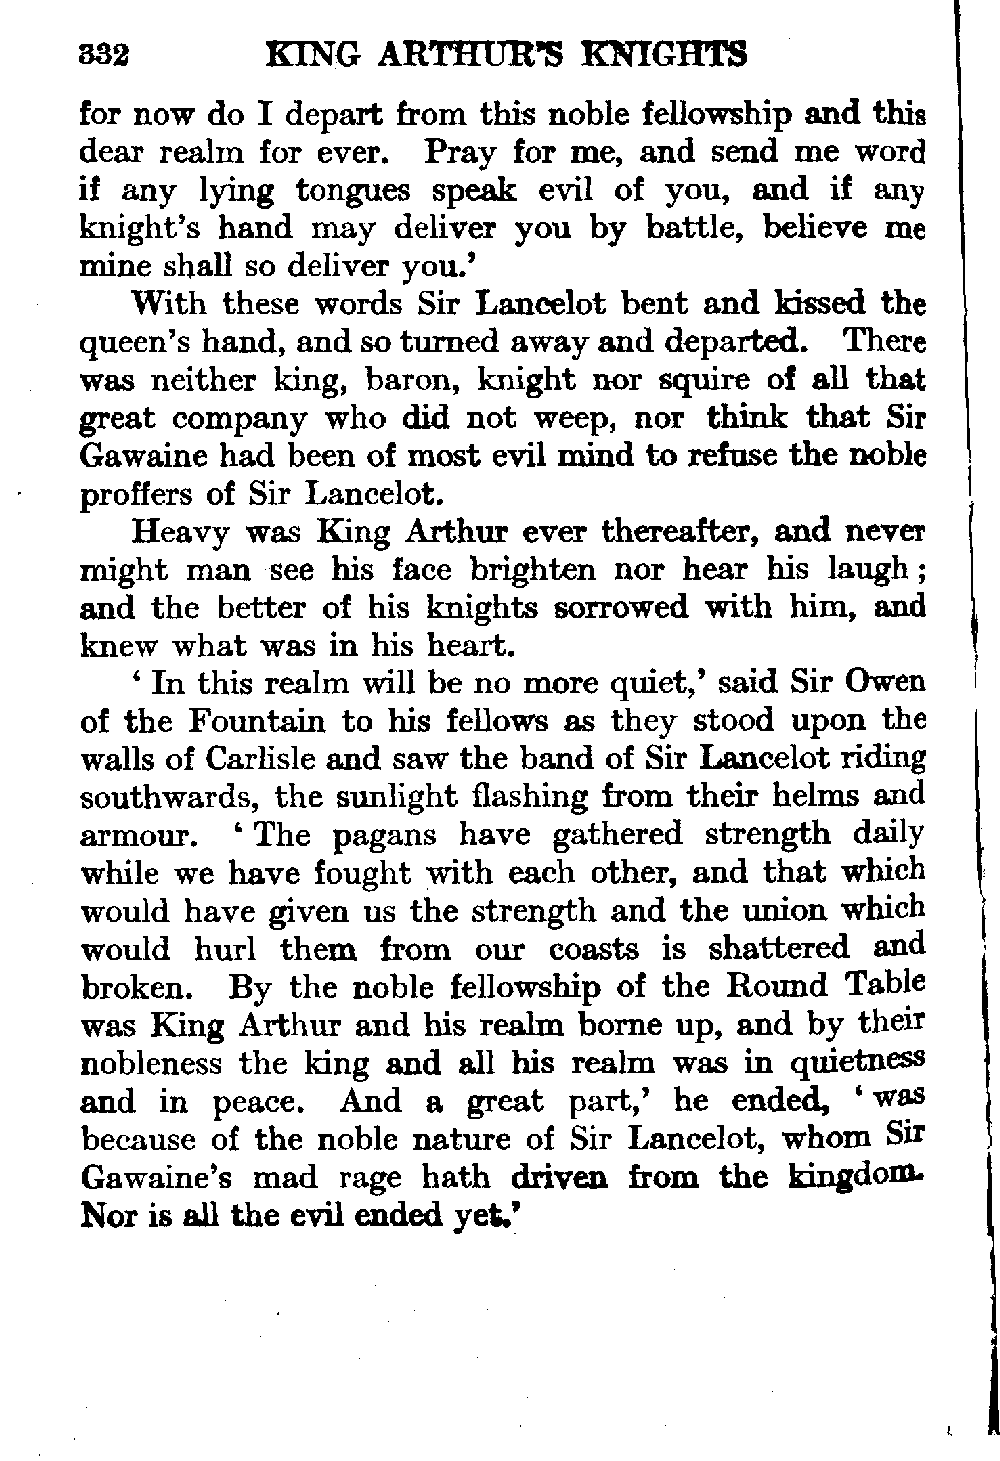 332 KING ARTHUR'S KNIGHTS
for now do I depart from this noble fellowship and this
dear realm for ever. Pray for me, and send me word
if any lying tongues speak evil of you, and if any
knight's hand may deliver you by battle, believe me
mine shall so deliver you.'
With these words Sir Lancelot bent and kissed the
queen's hand, and so turned away and departed. There
was neither king, baron, knight nor squire of all that
great company who did not weep, nor think that Sir
Gawaine had been of most evil mind to refuse the noble
proffers of Sir Lancelot.
Heavy was King Arthur ever thereafter, and never
might man see his face brighten nor hear his laugh ;
and the better of his knights sorrowed with him, and
knew what was in his heart.
' In this realm will be no more quiet,' said Sir Owen
of the Fountain to his fellows as they stood upon the
walls of Carlisle and saw the band of Sir Lancelot riding
southwards, the sunlight flashing from their helms and
armour. ' The pagans have gathered strength daily
while we have fought with each other, and that which
would have given us the strength and the union which
would hurl them from our coasts is shattered and
broken. By the noble fellowship of the Round Table
was King Arthur and his realm borne up, and by their
nobleness the king and all his realm was in quietness
and in peace. And a great part,' he ended, ' was
because of the noble nature of Sir Lancelot, whom Sir
Gawaine's mad rage hath driven from the kingdom.
Nor is all the evil ended yet.'